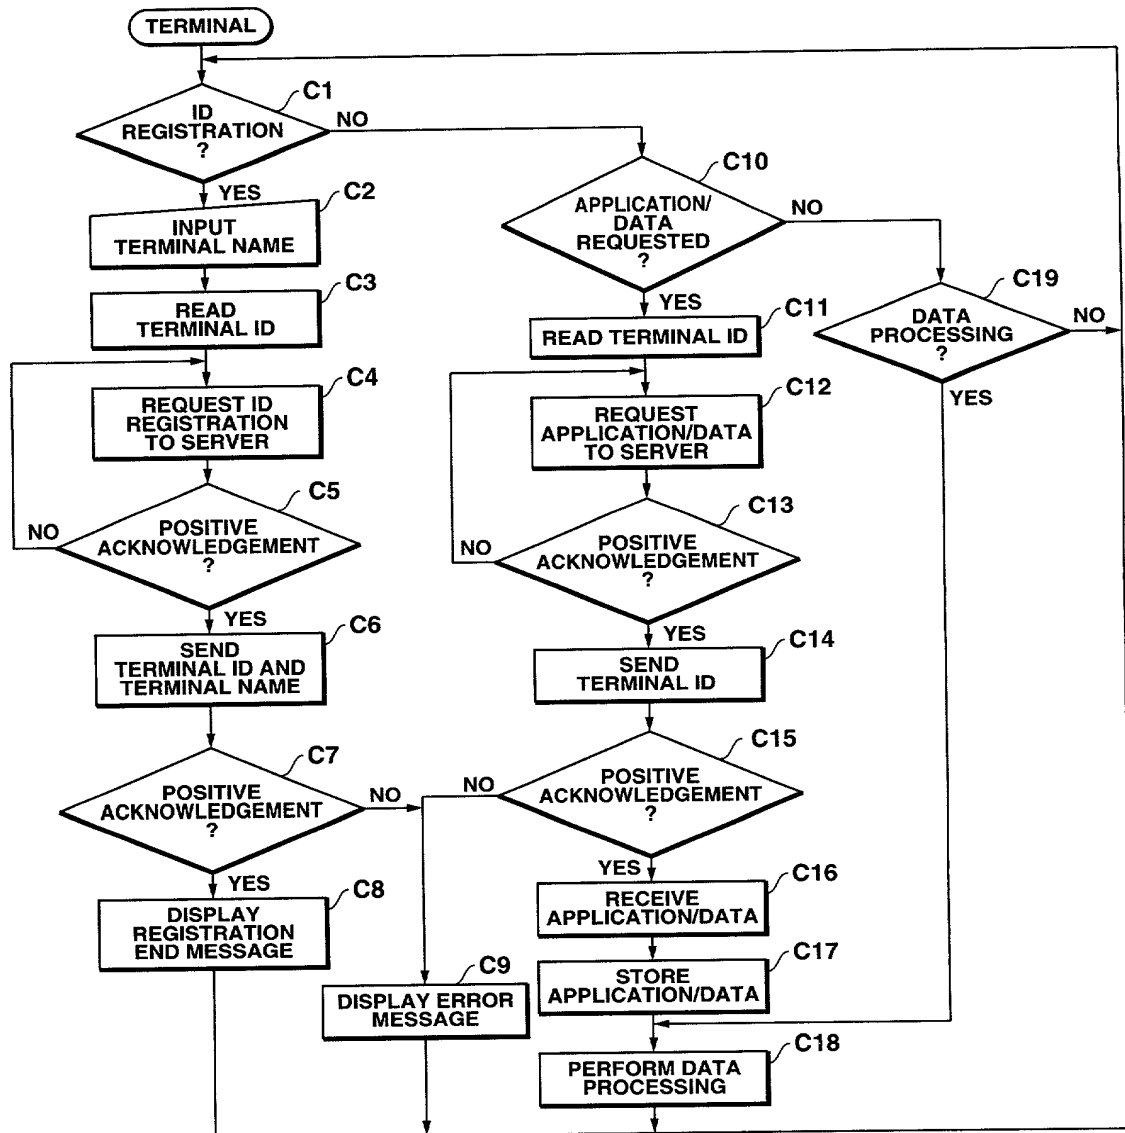 TERMINAL
C1
ID
REGISTRATION
?
NO
YES
C2
INPUT
TERMINAL NAME
C3
READ
TERMINAL ID
C4
REQUEST ID
REGISTRATION
TO SERVER
C5
POSITIVE
ACKNOWLEDGEMENT
?
NO
YES
C6
SEND
TERMINAL ID AND
TERMINAL NAME
C7
POSITIVE
ACKNOWLEDGEMENT
?
NO
YES
C8
DISPLAY
REGISTRATION
END MESSAGE
C9
DISPLAY ERROR
MESSAGE
C10
APPLICATION/
DATA
REQUESTED
?
NO
YES
C11
READ TERMINAL ID
C12
REQUEST
APPLICATION/DATA
TO SERVER
C13
POSITIVE
ACKNOWLEDGEMENT
?
NO
YES
C14
SEND
TERMINAL ID
C15
POSITIVE
ACKNOWLEDGEMENT
?
NO
YES
C16
RECEIVE
APPLICATION/DATA
C17
STORE
APPLICATION/DATA
C18
PERFORM DATA
PROCESSING
C19
DATA
PROCESSING
?
NO
YES